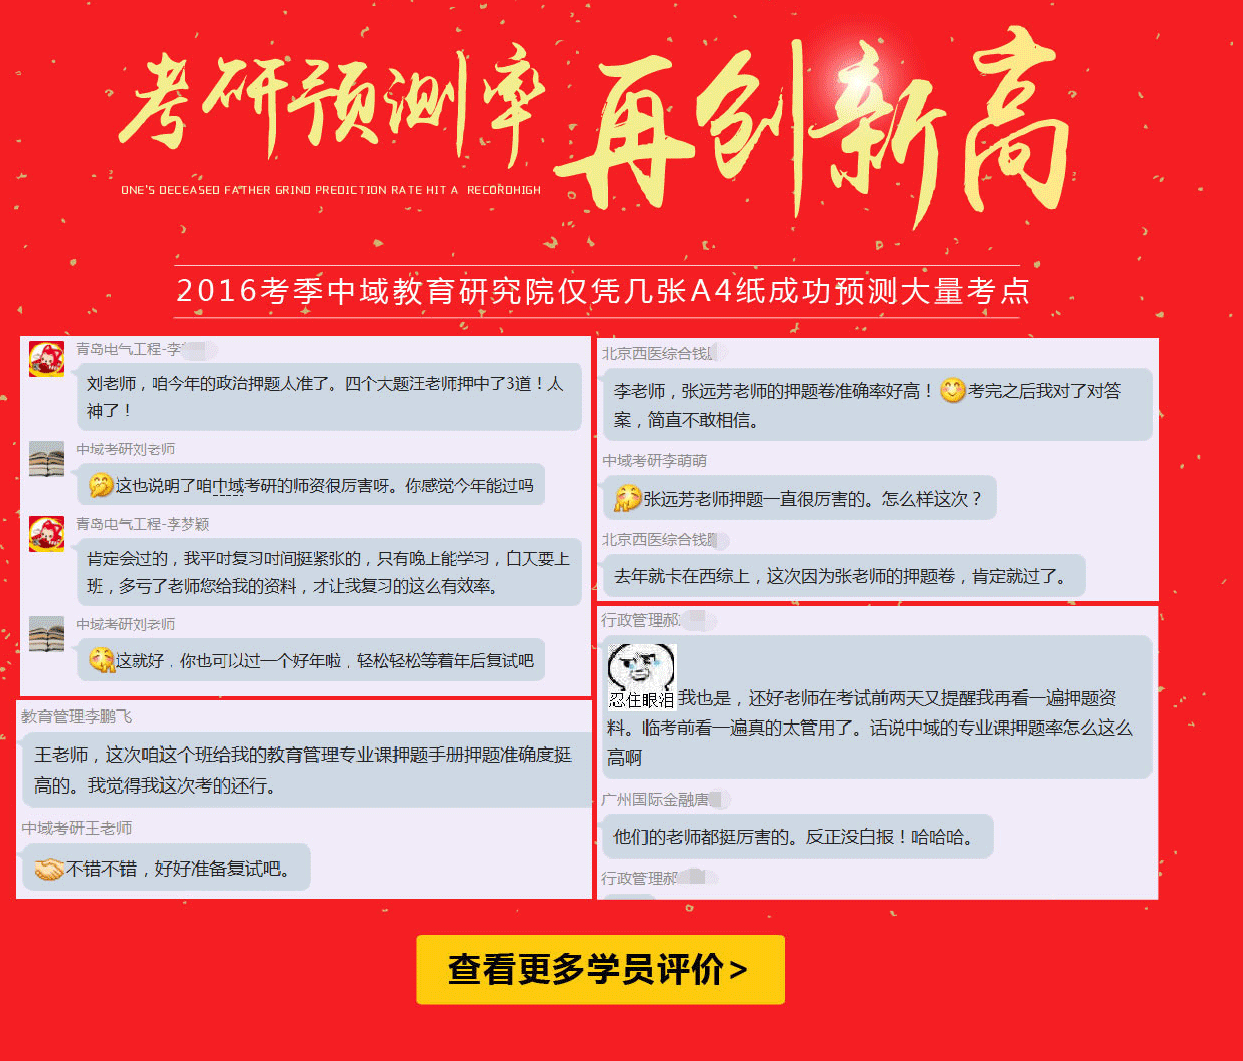 考研预测率 再创新高
ONE'S DECEASED FATHER GRIND PREDICTION RATE HIT A RECORDHIGH
2016考季中域教育研究院仅凭几张A4纸成功预测大量考点
青岛电气工程-李
刘老师，咱今年的政治押题太准了。四个大题汪老师押中了3道！太
神了！
中域考研刘老师
这也说明了咱中域考研的师资很厉害呀。你感觉今年能过吗
青岛电气工程-李梦颖
肯定会过的，我平时复习时间挺紧张的，只有晚上能学习，白天要上
班，多亏了老师您给我的资料，才让我复习的这么有效率。
中域考研刘老师
这就好，你也可以过一个好年啦，轻松轻松等着年后复试吧
教育管理李鹏飞
王老师，这次咱这个班给我的教育管理专业课押题手册押题准确度挺
高的。我觉得我这次考的还行。
中域考研王老师
不错不错，好好准备复试吧。
北京西医综合钱
李老师，张远芳老师的押题卷准确率好高！考完之后我对了对答
案，简直不敢相信。
中域考研李萌萌
张远芳老师押题一直很厉害的。怎么样这次？
北京西医综合钱
去年就卡在西综上，这次因为张老师的押题卷，肯定就过了。
行政管理郝
忍住眼泪
我也是，还好老师在考试前两天又提醒我再看一遍押题资
料。临考前看一遍真的太管用了。话说中域的专业课押题率怎么这么
高啊
广州国际金融唐
他们的老师都挺厉害的。反正没白报！哈哈哈。
行政管理郝
查看更多学员评价>